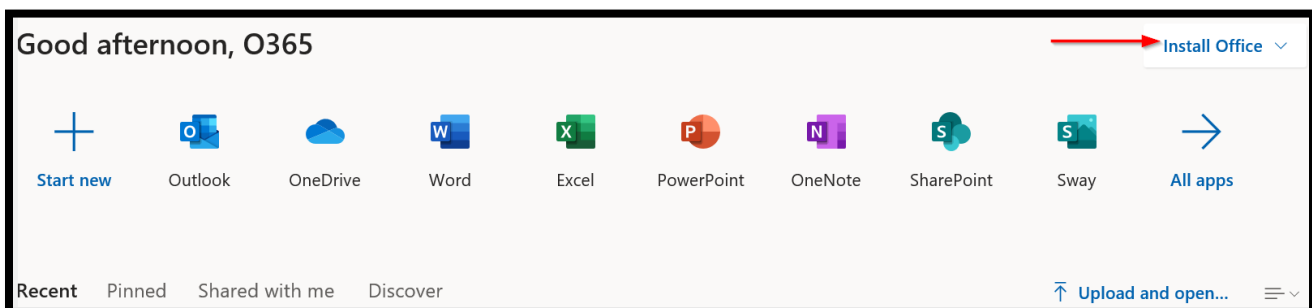 Good afternoon, O365
Install Office
O W X P N S S
Start new Outlook OneDrive Word Excel PowerPoint OneNote SharePoint Sway All apps
Recent Pinned Shared with me Discover Upload and open...